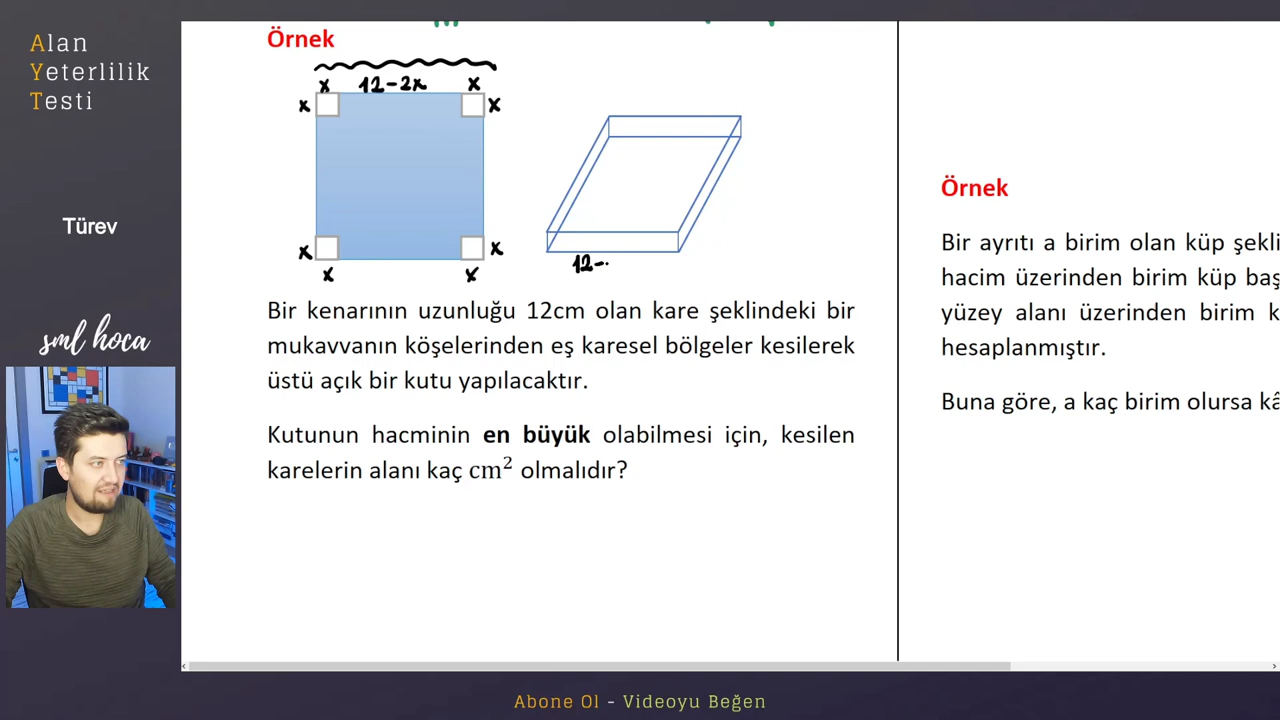 Alan
Yeterlilik
Testi
Türev
sml hoca
Örnek
x 12-2x x
x x
x x
x x
12-
Bir kenarının uzunluğu 12cm olan kare şeklindeki bir
mukavvanın köşelerinden eş karesel bölgeler kesilerek
üstü açık bir kutu yapılacaktır.
Kutunun hacminin en büyük olabilmesi için, kesilen
karelerin alanı kaç cm² olmalıdır?
Örnek
Bir ayrıtı a birim olan küp şekli
hacim üzerinden birim küp baş
yüzey alanı üzerinden birim k
hesaplanmıştır.
Buna göre, a kaç birim olursa kâ
Abone Ol - Videoyu Beğen